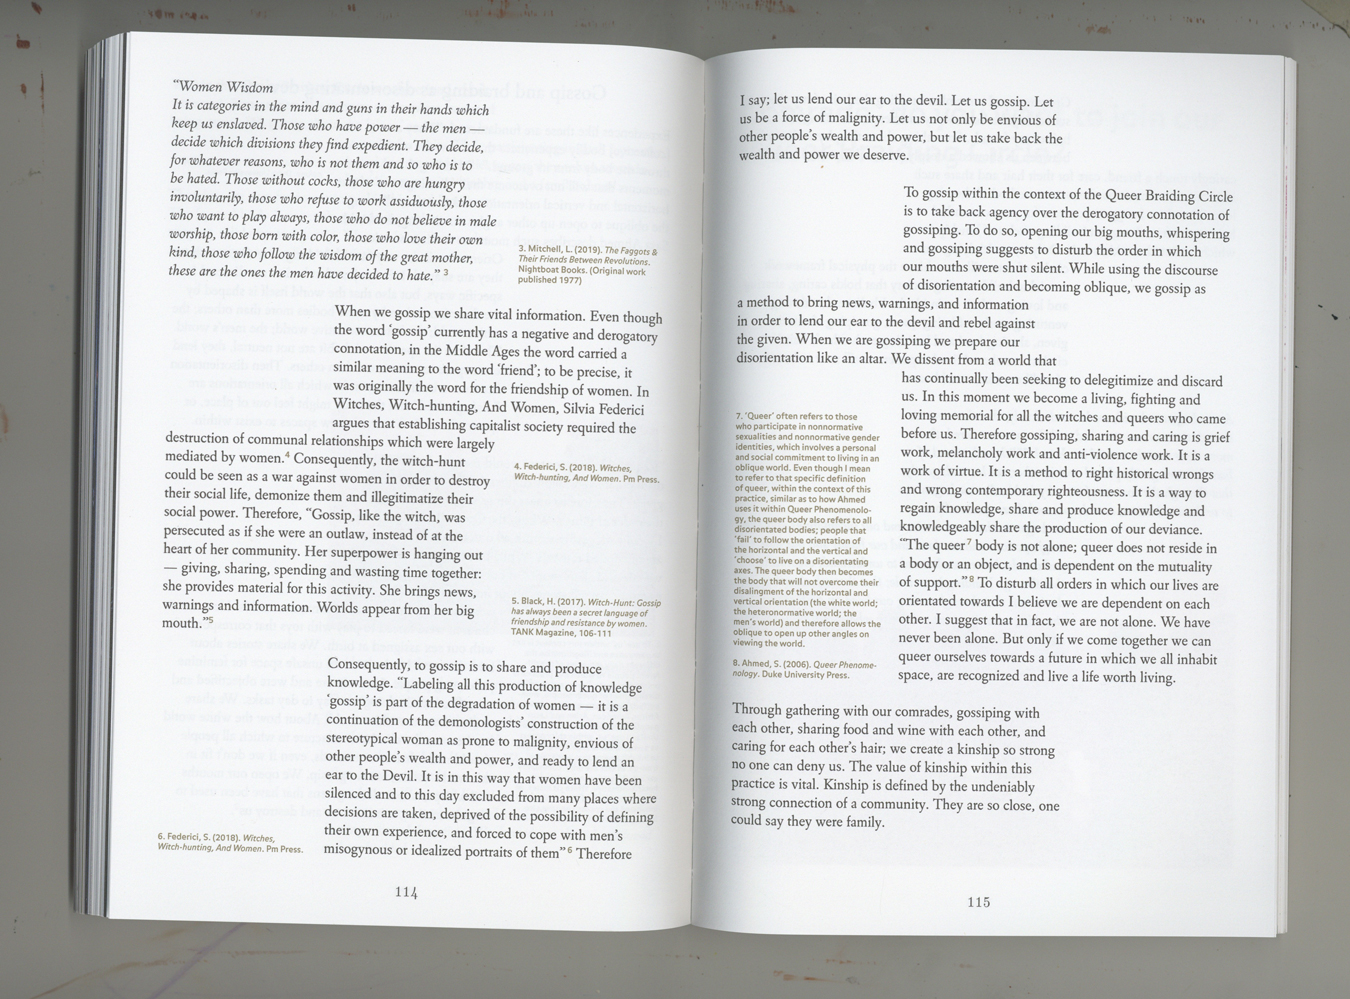 “Women Wisdom
It is categories in the mind and guns in their hands which
keep us enslaved. Those who have power — the men —
decide which divisions they find expedient. They decide,
for whatever reasons, who is not them and so who is to
be hated. Those without cocks, those who are hungry
involuntarily, those who refuse to work assiduously, those
who want to play always, those who do not believe in male
worship, those born with color, those who love their own
kind, those who follow the wisdom of the great mother,
these are the ones the men have decided to hate.” 3
3. Mitchell, L. (2019). The Faggots &
Their Friends Between Revolutions.
Nightboat Books. (Original work
published 1977)
When we gossip we share vital information. Even though
the word ‘gossip’ currently has a negative and derogatory
connotation, in the Middle Ages the word carried a
similar meaning to the word ‘friend’; to be precise, it
was originally the word for the friendship of women. In
Witches, Witch-hunting, And Women, Silvia Federici
argues that establishing capitalist society required the
destruction of communal relationships which were largely
mediated by women.4 Consequently, the witch-hunt
could be seen as a war against women in order to destroy
their social life, demonize them and illegitimatize their
social power. Therefore, “Gossip, like the witch, was
persecuted as if she were an outlaw, instead of at the
heart of her community. Her superpower is hanging out
— giving, sharing, spending and wasting time together:
she provides material for this activity. She brings news,
warnings and information. Worlds appear from her big
mouth.”5
4. Federici, S. (2018). Witches,
Witch-hunting, And Women. Pm Press.
5. Black, H. (2017). Witch-Hunt: Gossip
has always been a secret language of
friendship and resistance by women.
TANK Magazine, 106-111
Consequently, to gossip is to share and produce
knowledge. “Labeling all this production of knowledge
‘gossip’ is part of the degradation of women — it is a
continuation of the demonologists’ construction of the
stereotypical woman as prone to malignity, envious of
other people’s wealth and power, and ready to lend an
ear to the Devil. It is in this way that women have been
silenced and to this day excluded from many places where
decisions are taken, deprived of the possibility of defining
their own experience, and forced to cope with men’s
misogynous or idealized portraits of them” 6 Therefore
6. Federici, S. (2018). Witches,
Witch-hunting, And Women. Pm Press.
114
I say; let us lend our ear to the devil. Let us gossip. Let
us be a force of malignity. Let us not only be envious of
other people’s wealth and power, but let us take back the
wealth and power we deserve.
To gossip within the context of the Queer Braiding Circle
is to take back agency over the derogatory connotation of
gossiping. To do so, opening our big mouths, whispering
and gossiping suggests to disturb the order in which
our mouths were shut silent. While using the discourse
of disorientation and becoming oblique, we gossip as
a method to bring news, warnings, and information
in order to lend our ear to the devil and rebel against
the given. When we are gossiping we prepare our
disorientation like an altar. We dissent from a world that
has continually been seeking to delegitimize and discard
us. In this moment we become a living, fighting and
loving memorial for all the witches and queers who came
before us. Therefore gossiping, sharing and caring is grief
work, melancholy work and anti-violence work. It is a
work of virtue. It is a method to right historical wrongs
and wrong contemporary righteousness. It is a way to
regain knowledge, share and produce knowledge and
knowledgeably share the production of our deviance.
“The queer7 body is not alone; queer does not reside in
a body or an object, and is dependent on the mutuality
of support.”8 To disturb all orders in which our lives are
orientated towards I believe we are dependent on each
other. I suggest that in fact, we are not alone. We have
never been alone. But only if we come together we can
queer ourselves towards a future in which we all inhabit
space, are recognized and live a life worth living.
7. ‘Queer’ often refers to those
who participate in nonnormative
sexualities and nonnormative gender
identities, which involves a personal
and social commitment to living in an
oblique world. Even though I mean
to refer to that specific definition
of queer, within the context of this
practice, similar as to how Ahmed
uses it within Queer Phenomenolo-
gy, the queer body also refers to all
disorientated bodies; people that
‘fail’ to follow the orientation of
the horizontal and the vertical and
‘choose’ to live on a disorientating
axes. The queer body then becomes
the body that will not overcome their
disalingment of the horizontal and
vertical orientation (the white world;
the heteronormative world; the
men’s world) and therefore allows the
oblique to open up other angles on
viewing the world.
8. Ahmed, S. (2006). Queer Phenome-
nology. Duke University Press.
Through gathering with our comrades, gossiping with
each other, sharing food and wine with each other, and
caring for each other’s hair; we create a kinship so strong
no one can deny us. The value of kinship within this
practice is vital. Kinship is defined by the undeniably
strong connection of a community. They are so close, one
could say they were family.
115